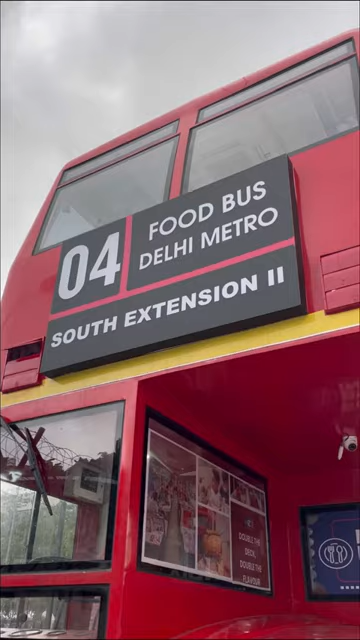 04
FOOD BUS
DELHI METRO
SOUTH EXTENSION II
DOUBLE THE
DECK,
DOUBLE THE
FLAVOUR